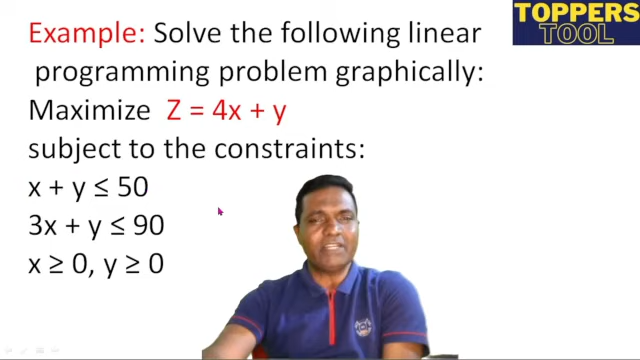 TOPPERS
TOOL
Example: Solve the following linear
programming problem graphically:
Maximize Z = 4x + y
subject to the constraints:
x + y ≤ 50
3x + y ≤ 90
x ≥ 0, y ≥ 0